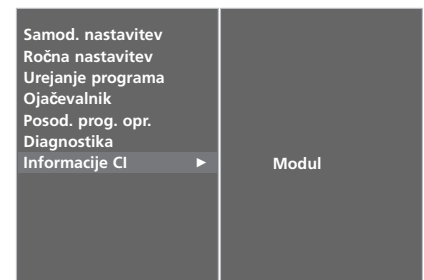 Samod. nastavitev
Ročna nastavitev
Urejanje programa
Ojačevalnik
Posod. prog. opr.
Diagnostika
Informacije CI ►
Modul